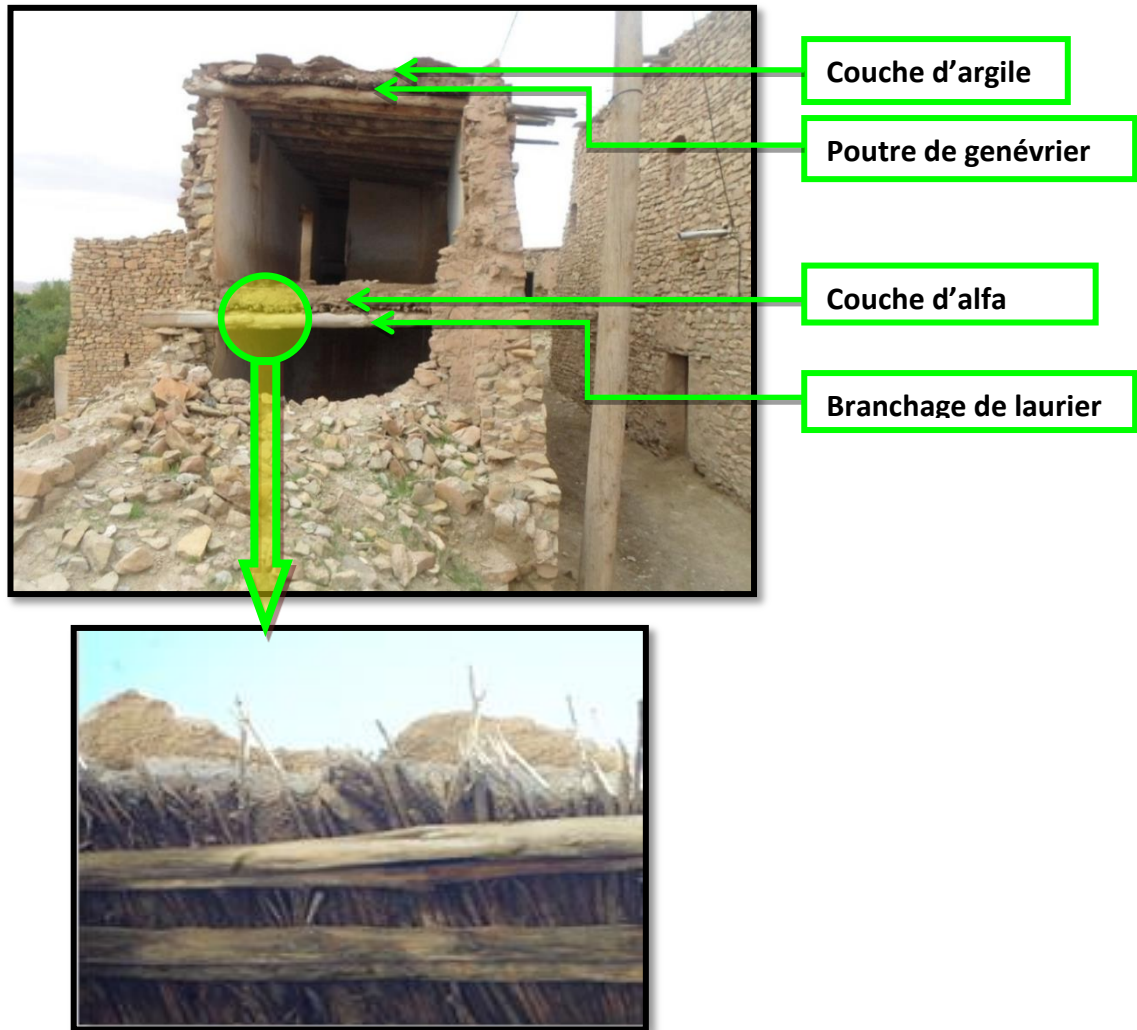 Couche d’argile
Poutre de genévrier
Couche d’alfa
Branchage de laurier